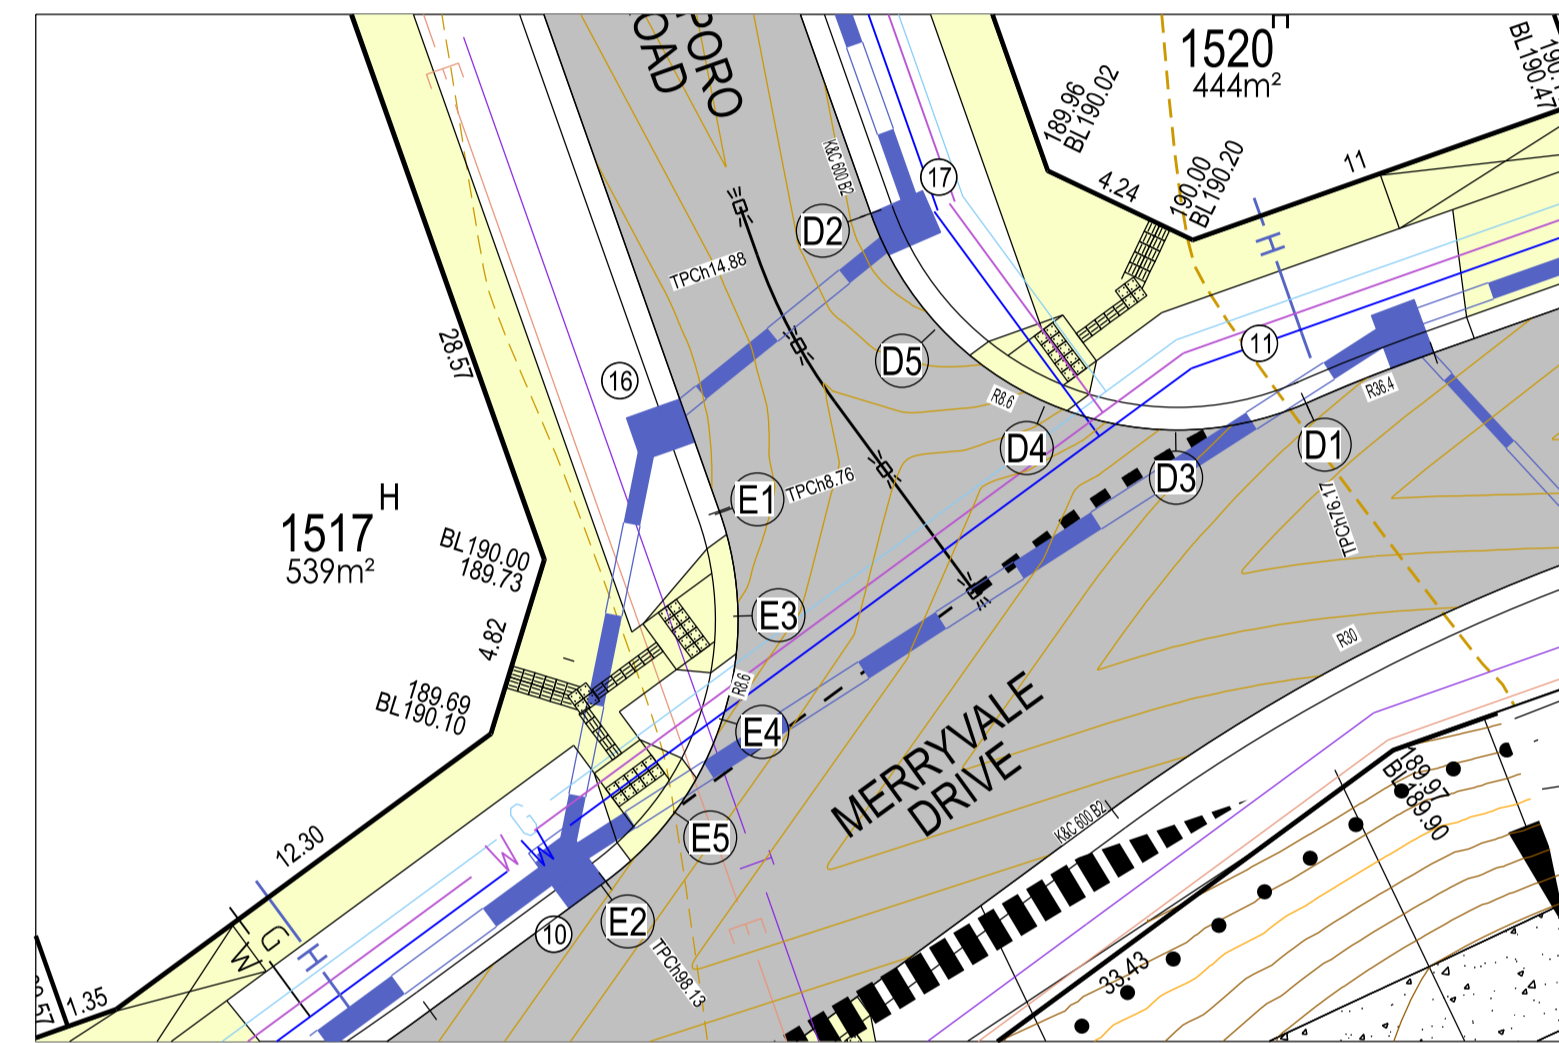 PORO
OAD
1520
H
444m²
189.96
BL190.02
4.24
190.00
BL190.20
11
BL190.47
K&C 600 B2
17
D2
TPCh14.88
H
28.57
16
D5
11
R8.6
R36.4
D4
D1
D3
E1
TPCh8.76
TPCh76.17
1517
H
539m²
BL190.00
189.73
E3
4.82
R30
R8.6
189.69
BL190.10
E4
MERRYVALE
DRIVE
189.97
BL189.90
K&C 600 B2
G
W
W
E5
T
12.30
E2
10
E
G
W
H
TPCh98.13
33.43
1.35